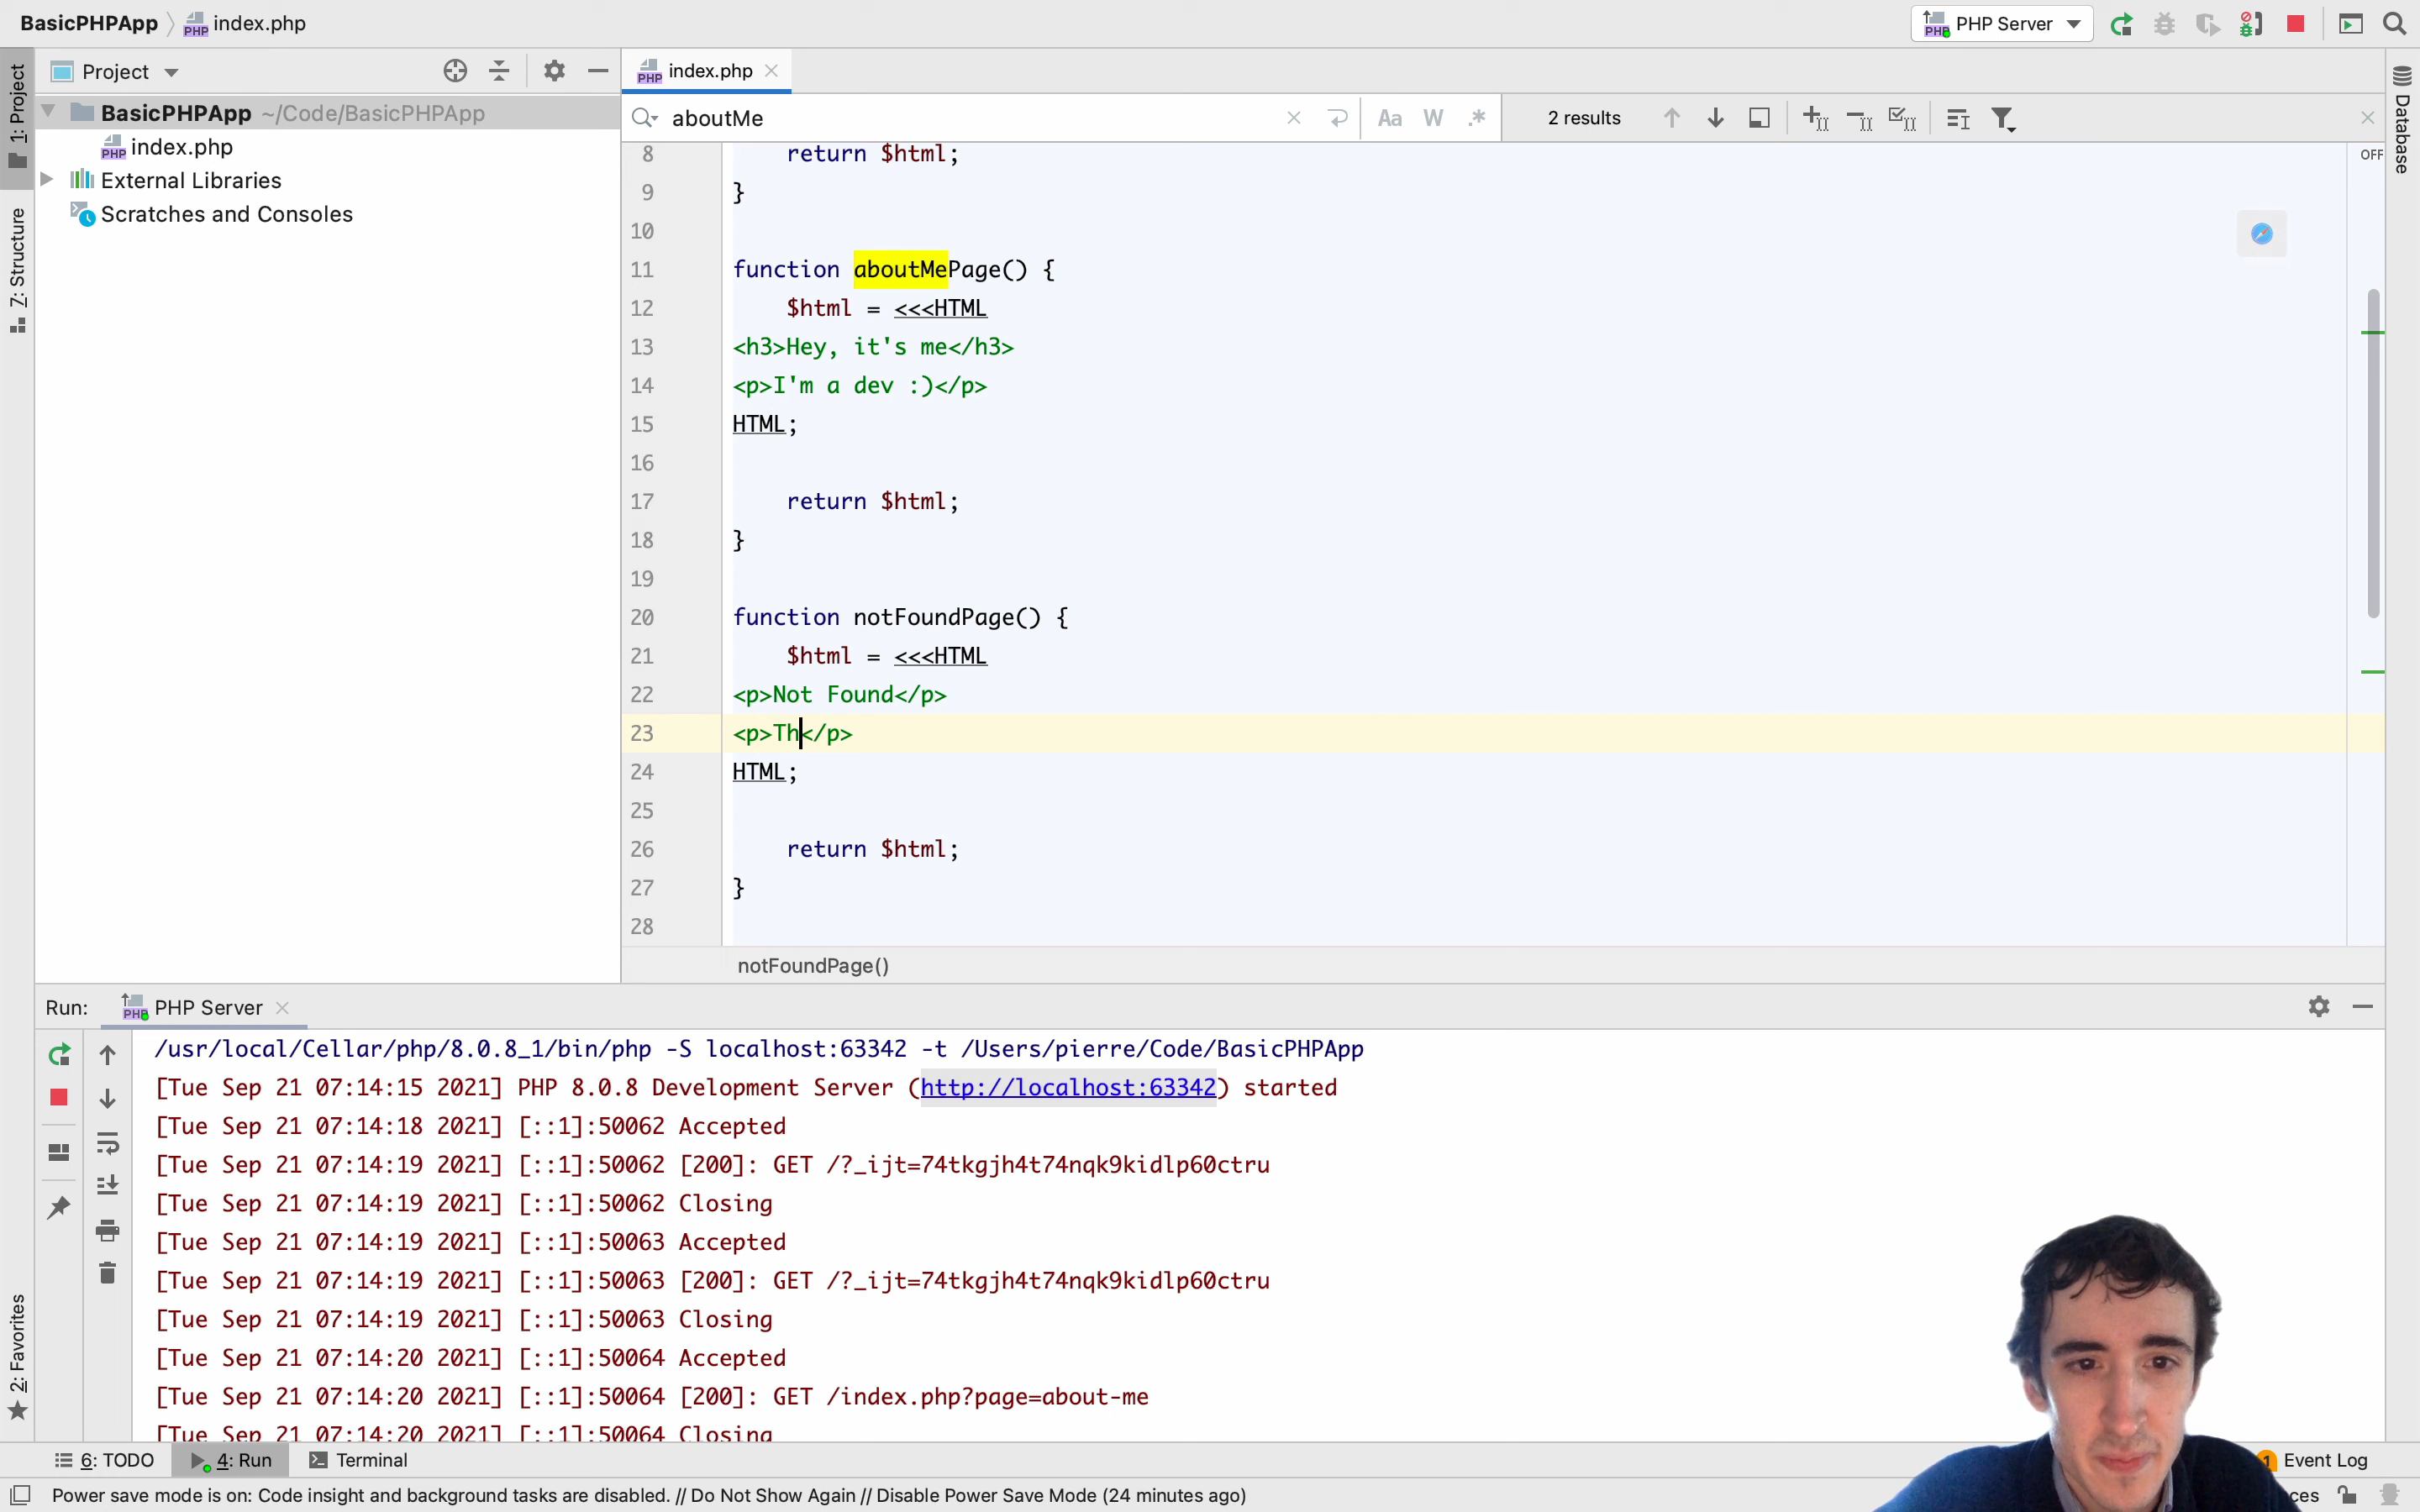 BasicPHPApp
index.php
PHP Server
1: Project
7: Structure
2: Favorites
Database
Project
BasicPHPApp ~/Code/BasicPHPApp
index.php
External Libraries
Scratches and Consoles
index.php
aboutMe
Aa W .*
2 results
OFF
8 return $html;
9 }
10
11 function aboutMePage() {
12 $html = <<<HTML
13 <h3>Hey, it's me</h3>
14 <p>I'm a dev :)</p>
15 HTML;
16
17 return $html;
18 }
19
20 function notFoundPage() {
21 $html = <<<HTML
22 <p>Not Found</p>
23 <p>Th</p>
24 HTML;
25
26 return $html;
27 }
28
notFoundPage()
Run: PHP Server
/usr/local/Cellar/php/8.0.8_1/bin/php -S localhost:63342 -t /Users/pierre/Code/BasicPHPApp
[Tue Sep 21 07:14:15 2021] PHP 8.0.8 Development Server (http://localhost:63342) started
[Tue Sep 21 07:14:18 2021] [::1]:50062 Accepted
[Tue Sep 21 07:14:19 2021] [::1]:50062 [200]: GET /?_ijt=74tkgjh4t74nqk9kidlp60ctru
[Tue Sep 21 07:14:19 2021] [::1]:50062 Closing
[Tue Sep 21 07:14:19 2021] [::1]:50063 Accepted
[Tue Sep 21 07:14:19 2021] [::1]:50063 [200]: GET /?_ijt=74tkgjh4t74nqk9kidlp60ctru
[Tue Sep 21 07:14:19 2021] [::1]:50063 Closing
[Tue Sep 21 07:14:20 2021] [::1]:50064 Accepted
[Tue Sep 21 07:14:20 2021] [::1]:50064 [200]: GET /index.php?page=about-me
[Tue Sep 21 07:14:20 2021] [::1]:50064 Closing
6: TODO
4: Run
Terminal
1 Event Log
Power save mode is on: Code insight and background tasks are disabled. // Do Not Show Again // Disable Power Save Mode (24 minutes ago)